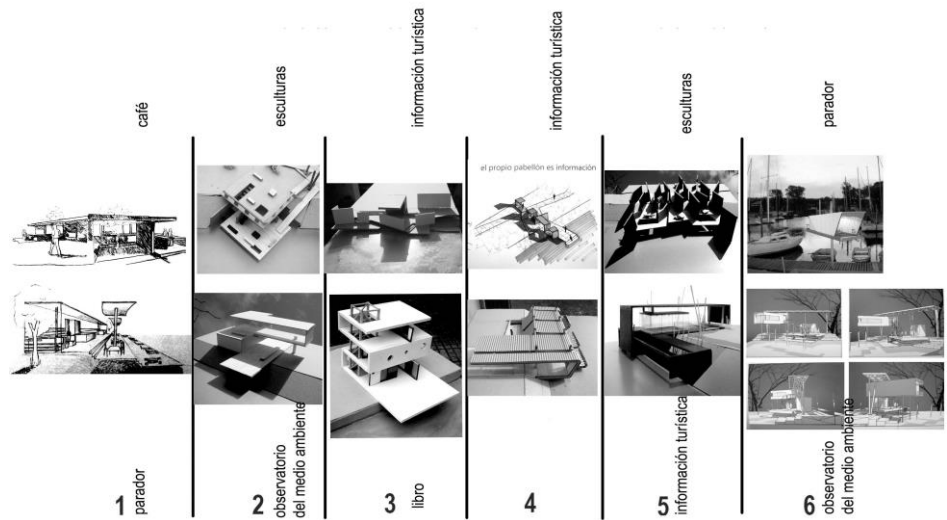 café
esculturas
información turística
información turística
esculturas
parador
el propio pabellón es información
1
parador
2
observatorio
del medio ambiente
3
libro
4
5
información turística
6
observatorio
del medio ambiente